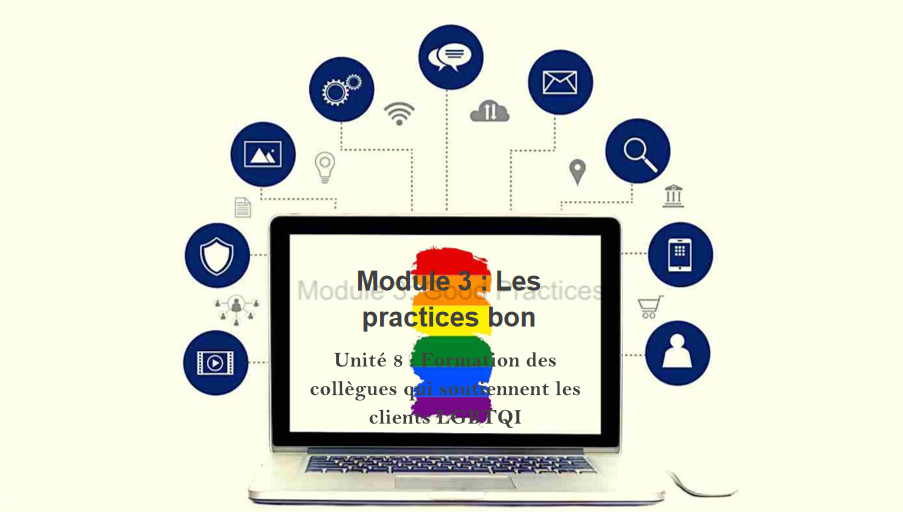 Module 3 : Good Practices
Module 3 : Les
practices bon
Unité 8 : Formation des
collègues qui soutiennent les
clients LGBTQI